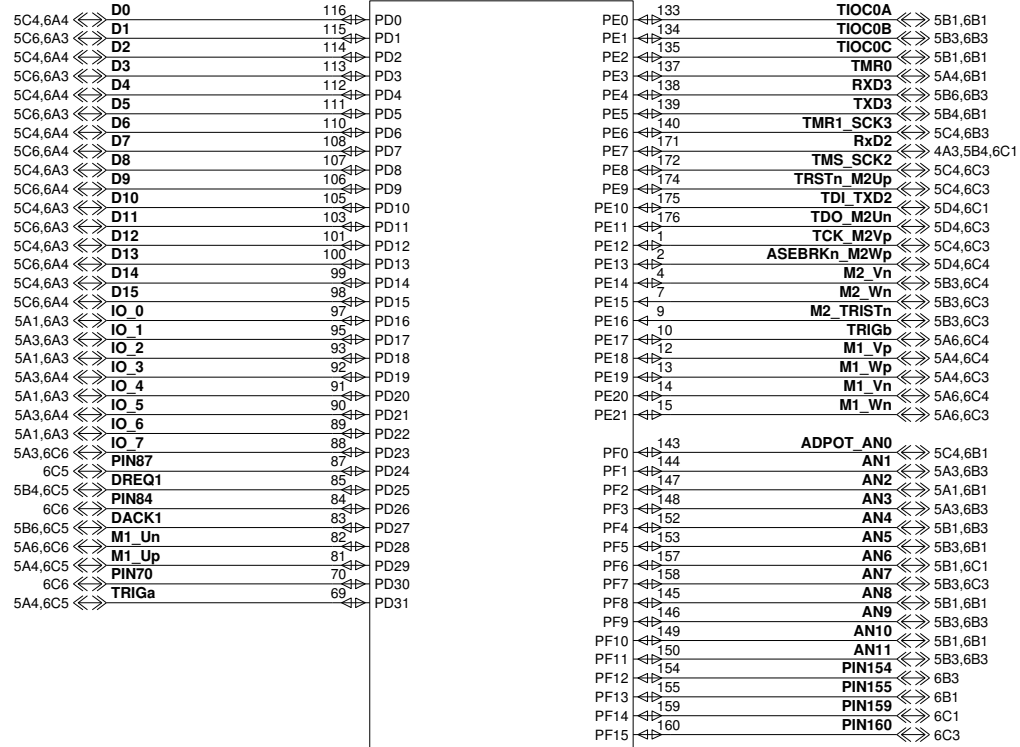 5C4,6A4 D0 116 PD0
5C6,6A3 D1 115 PD1
5C4,6A4 D2 114 PD2
5C6,6A3 D3 113 PD3
5C4,6A4 D4 112 PD4
5C6,6A3 D5 111 PD5
5C4,6A4 D6 110 PD6
5C6,6A4 D7 108 PD7
5C4,6A3 D8 107 PD8
5C6,6A4 D9 106 PD9
5C4,6A3 D10 105 PD10
5C6,6A3 D11 103 PD11
5C4,6A3 D12 101 PD12
5C6,6A4 D13 100 PD13
5C4,6A3 D14 99 PD14
5C6,6A4 D15 98 PD15
5A1,6A3 IO_0 97 PD16
5A3,6A3 IO_1 95 PD17
5A1,6A3 IO_2 93 PD18
5A3,6A4 IO_3 92 PD19
5A1,6A3 IO_4 91 PD20
5A3,6A4 IO_5 90 PD21
5A1,6A3 IO_6 89 PD22
5A3,6C6 IO_7 88 PD23
6C5 PIN87 87 PD24
5B4,6C5 DREQ1 85 PD25
6C6 PIN84 84 PD26
5B6,6C5 DACK1 83 PD27
5A6,6C6 M1_Un 82 PD28
5A4,6C5 M1_Up 81 PD29
6C6 PIN70 70 PD30
5A4,6C5 TRIGa 69 PD31
PE0 133 TIOC0A 5B1,6B1
PE1 134 TIOC0B 5B3,6B3
PE2 135 TIOC0C 5B1,6B1
PE3 137 TMR0 5A4,6B1
PE4 138 RXD3 5B6,6B3
PE5 139 TXD3 5B4,6B1
PE6 140 TMR1_SCK3 5C4,6B3
PE7 171 RxD2 4A3,5B4,6C1
PE8 172 TMS_SCK2 5C4,6C3
PE9 174 TRSTn_M2Up 5C4,6C3
PE10 175 TDI_TXD2 5D4,6C1
PE11 176 TDO_M2Un 5D4,6C3
PE12 1 TCK_M2Vp 5C4,6C3
PE13 2 ASEBRKn_M2Wp 5D4,6C4
PE14 4 M2_Vn 5B3,6C4
PE15 7 M2_Wn 5B3,6C3
PE16 9 M2_TRISTn 5B3,6C3
PE17 10 TRIGb 5A6,6C4
PE18 12 M1_Vp 5A4,6C4
PE19 13 M1_Wp 5A4,6C3
PE20 14 M1_Vn 5A6,6C4
PE21 15 M1_Wn 5A6,6C3
PF0 143 ADPOT_AN0 5C4,6B1
PF1 144 AN1 5A3,6B3
PF2 147 AN2 5A1,6B1
PF3 148 AN3 5A3,6B3
PF4 152 AN4 5B1,6B3
PF5 153 AN5 5B3,6B1
PF6 157 AN6 5B1,6C1
PF7 158 AN7 5B3,6C3
PF8 145 AN8 5B1,6B1
PF9 146 AN9 5B3,6B3
PF10 149 AN10 5B1,6B1
PF11 150 AN11 5B3,6B3
PF12 154 PIN154 6B3
PF13 155 PIN155 6B1
PF14 159 PIN159 6C1
PF15 160 PIN160 6C3